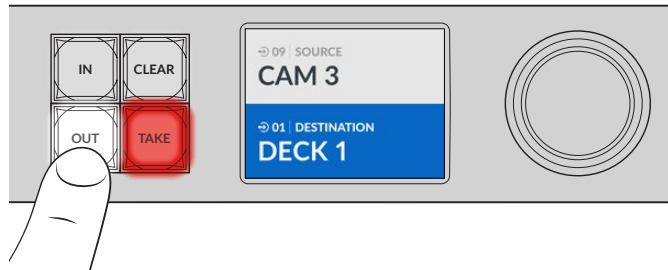 IN
CLEAR
OUT
TAKE
09 | SOURCE
CAM 3
01 | DESTINATION
DECK 1